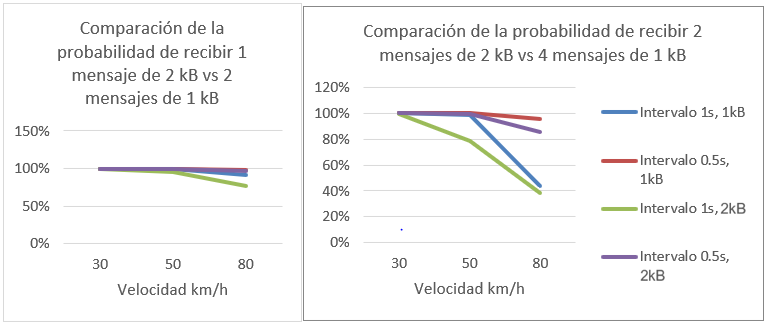 Comparación de la
probabilidad de recibir 1
mensaje de 2 kB vs 2
mensajes de 1 kB
150%
100%
50%
0%
30 50 80
Velocidad km/h
Comparación de la probabilidad de recibir 2
mensajes de 2 kB vs 4 mensajes de 1 kB
120%
100%
80%
60%
40%
20%
0%
30 50 80
Velocidad km/h
Intervalo 1s, 1kB
Intervalo 0.5s,
1kB
Intervalo 1s, 2kB
Intervalo 0.5s,
2kB